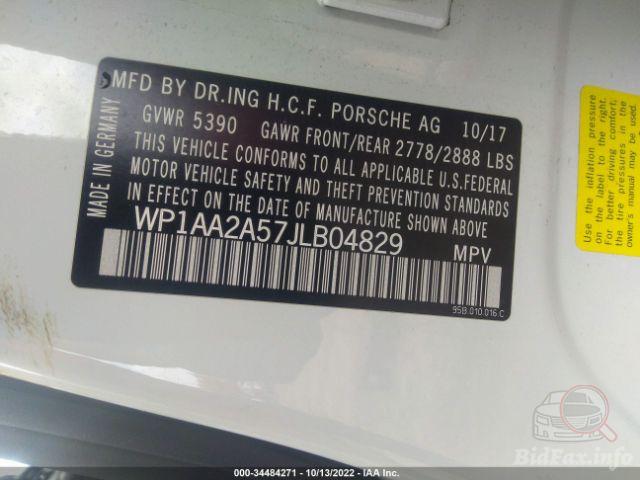 MFD BY DR.ING H.C.F. PORSCHE AG 10/17
GVWR 5390 GAWR FRONT/REAR 2778/2888 LBS
THIS VEHICLE CONFORMS TO ALL APPLICABLE U.S.FEDERAL
MOTOR VEHICLE SAFETY AND THEFT PREVENTION STANDARDS
IN EFFECT ON THE DATE OF MANUFACTURE SHOWN ABOVE
WP1AA2A57JLB04829 MPV
95B.010.016.C
MADE IN GERMANY
Use the inflation pressure
on the label to the right.
For better comfort, the
tire pressures in the
owner's manual may be used.
BidFax.info
000-34484271 - 10/13/2022 - IAA Inc.